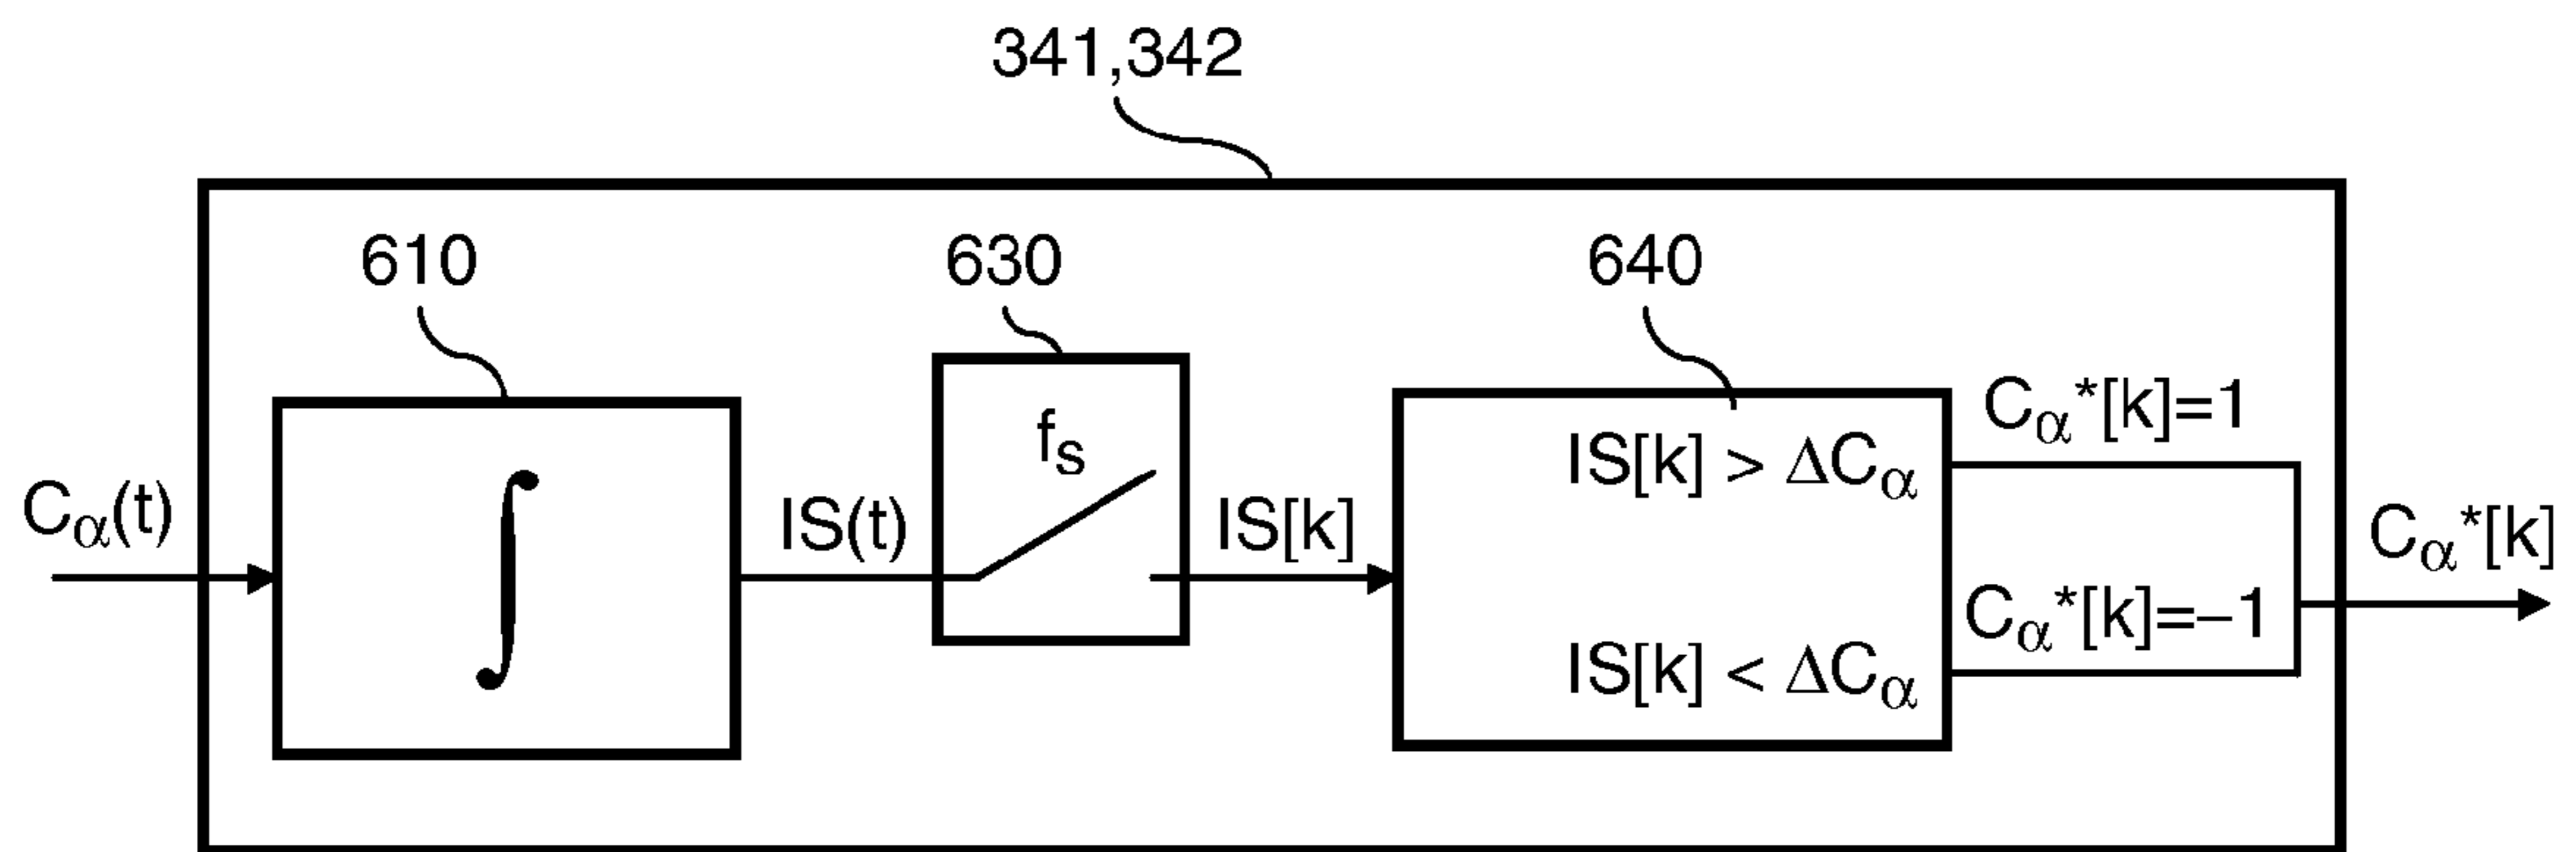 341,342
610
630
640
fs
Cα*[k]=1
IS[k] > ΔCα
Cα(t)
∫
IS(t)
IS[k]
Cα*[k]
Cα*[k]=–1
IS[k] < ΔCα